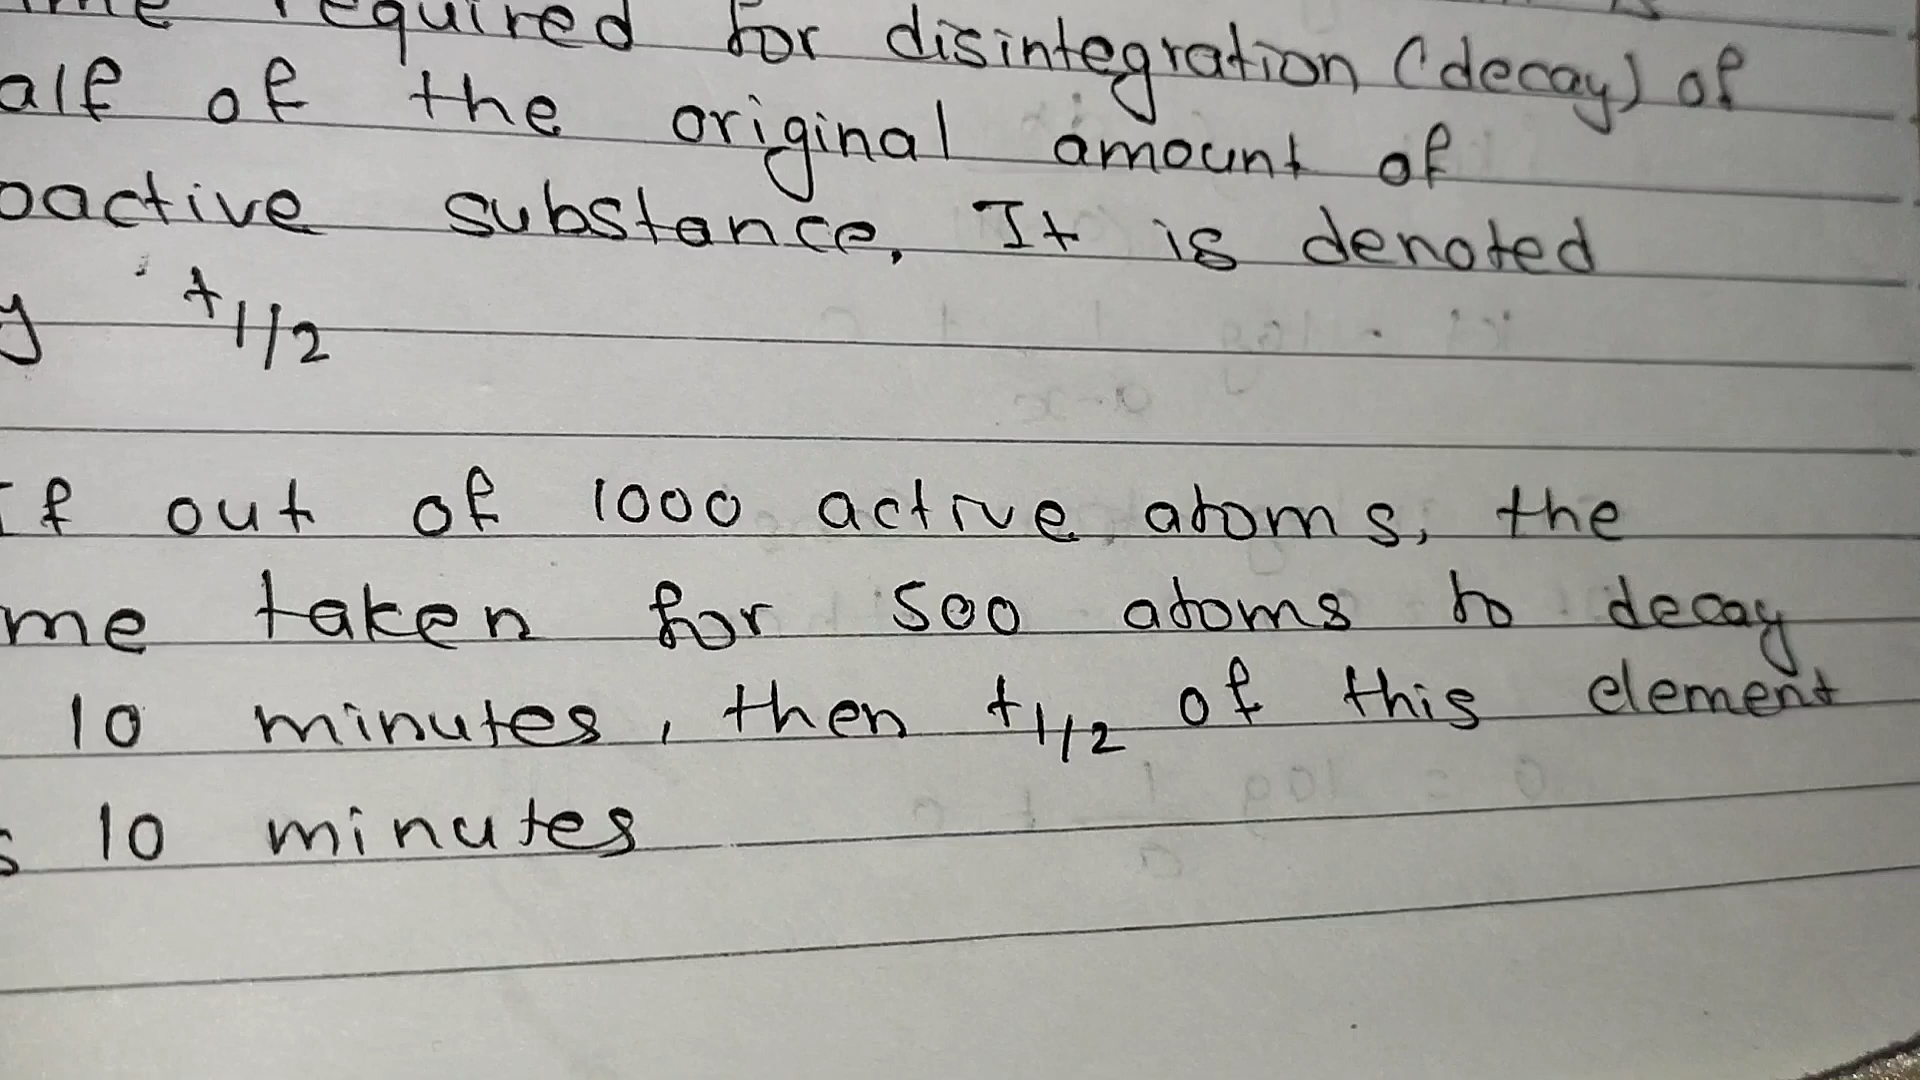 required for disintegration (decay) of
alf of the original amount of
oactive substance, It is denoted
y t1/2
If out of 1000 active atoms, the
me taken for 500 atoms to decay
10 minutes, then t1/2 of this element
s 10 minutes